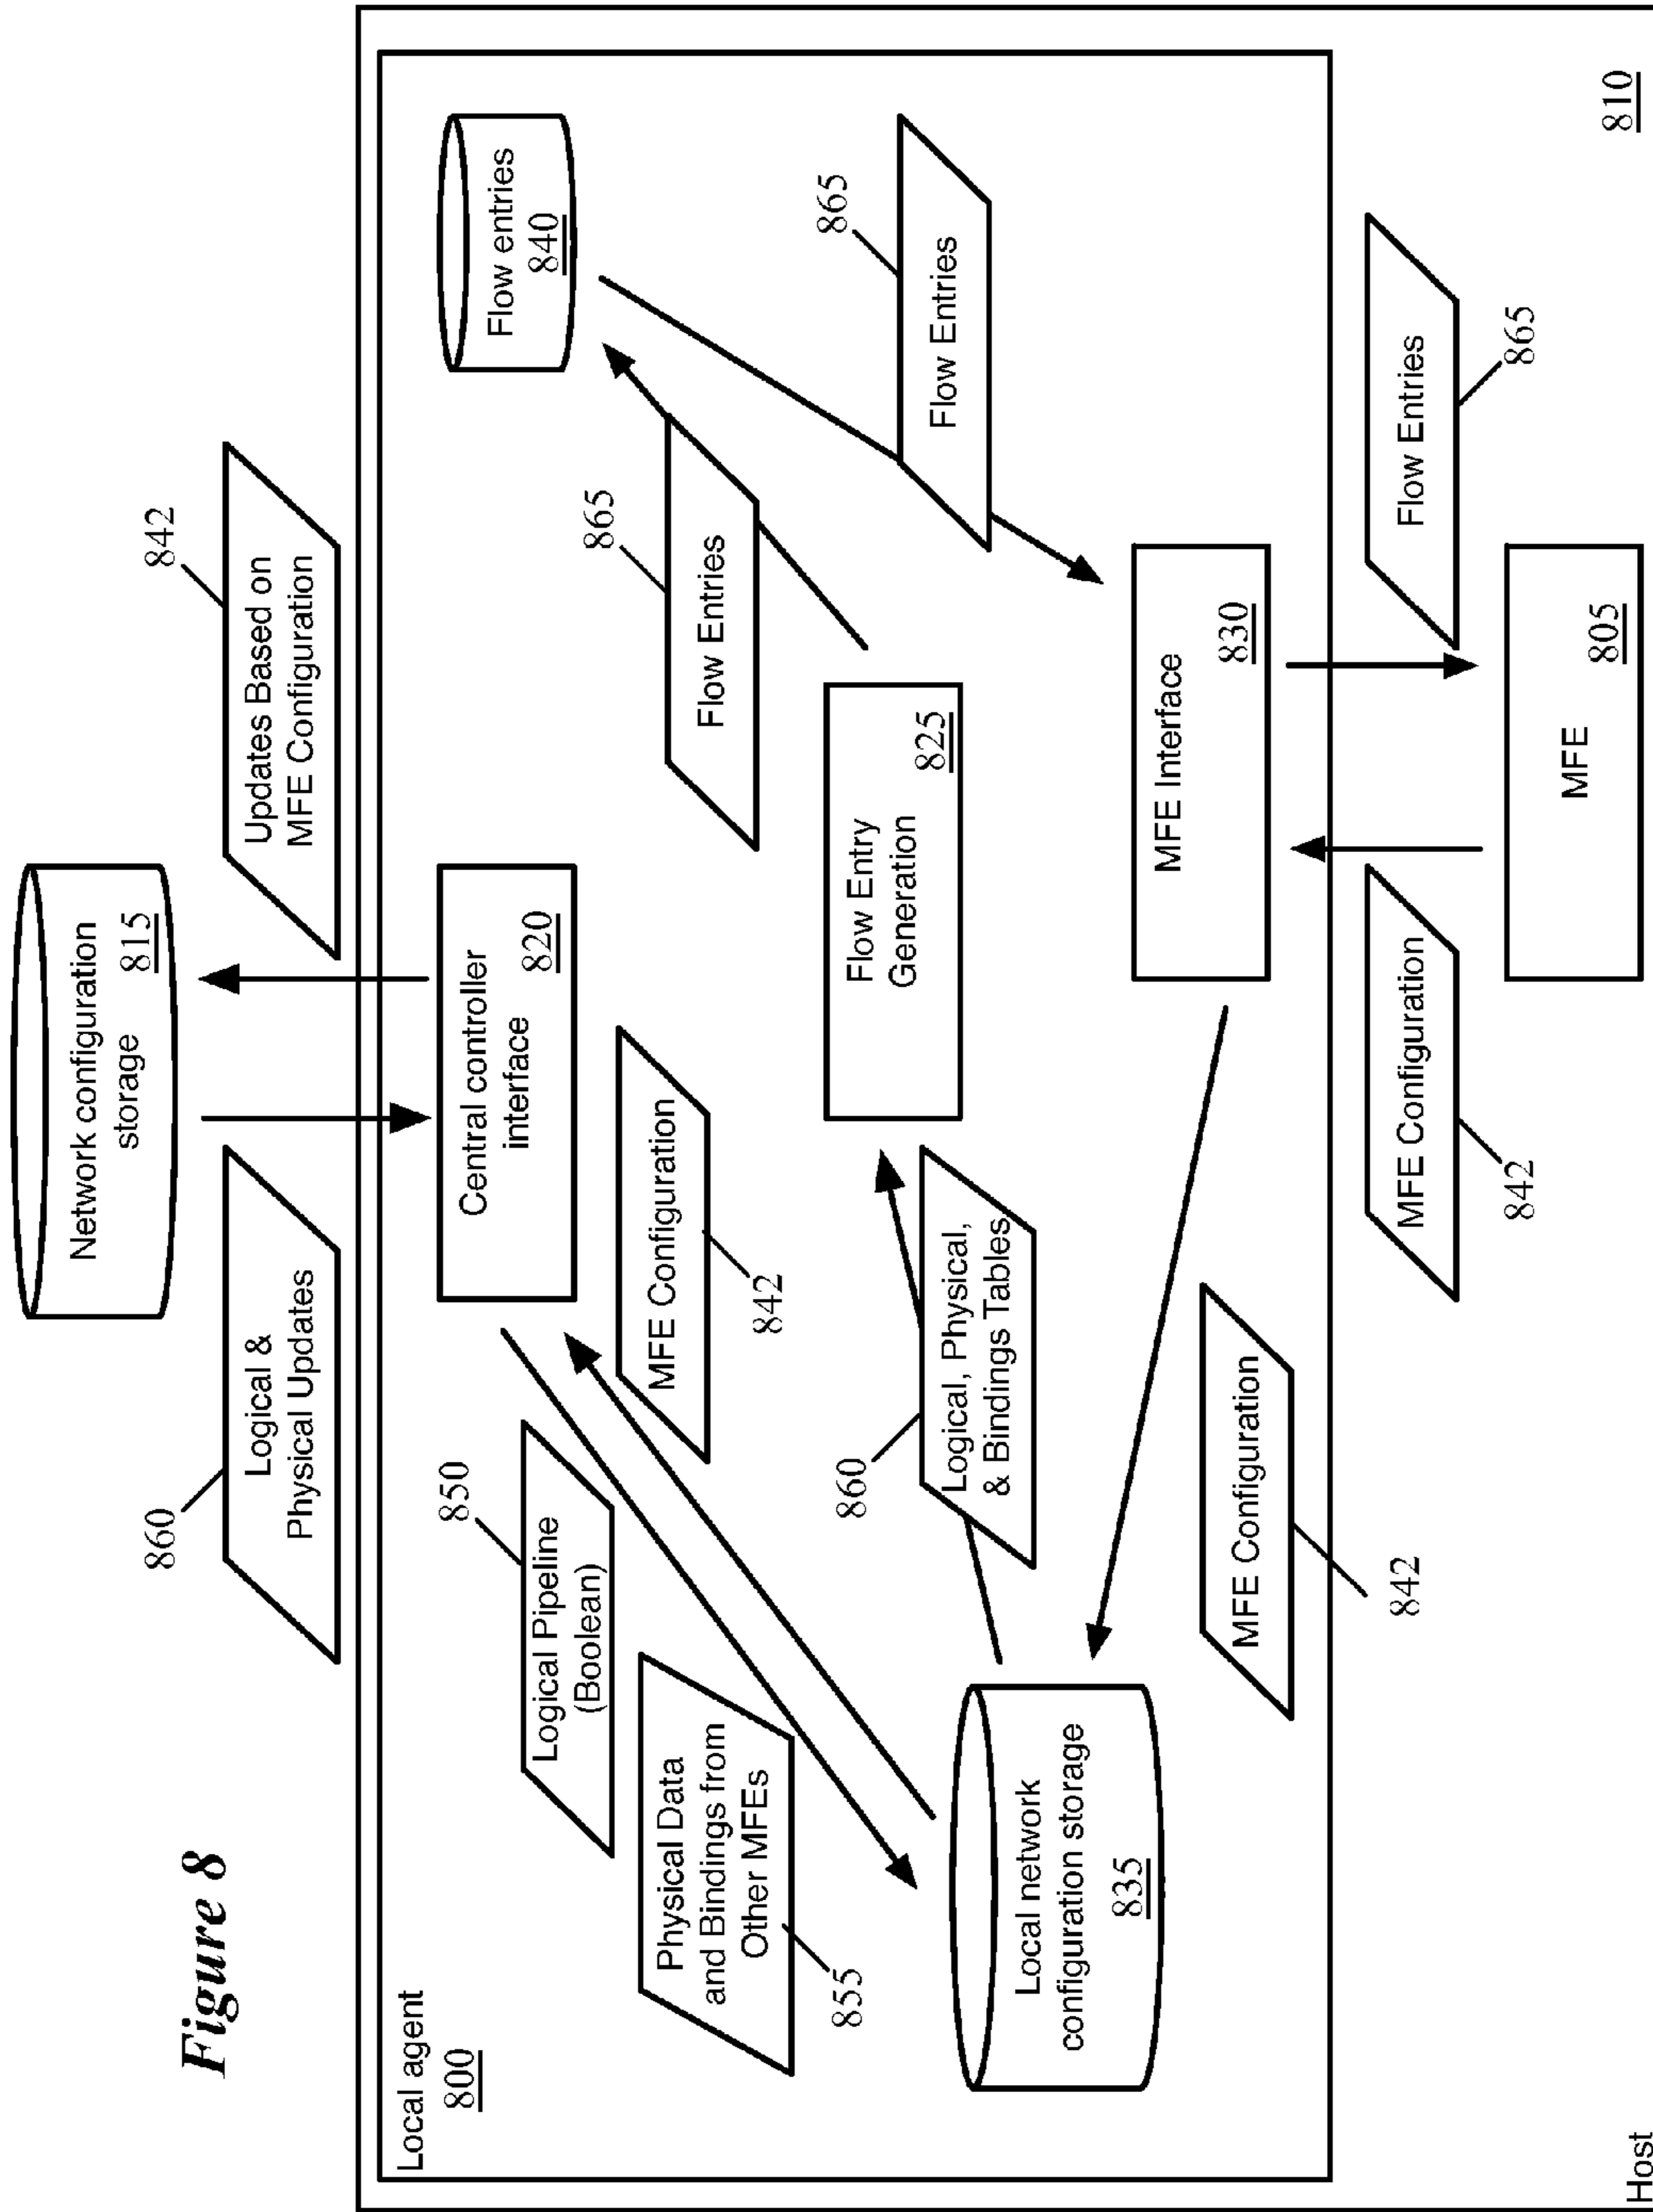 Figure 8
Network configuration
storage
815
860
Logical &
Physical Updates
842
Updates Based on
MFE Configuration
Local agent
800
Central controller
interface
820
Flow entries
840
850
Logical Pipeline
(Boolean)
Physical Data
and Bindings from
Other MFEs
855
MFE Configuration
842
865
Flow Entries
Flow Entry
Generation
825
865
Flow Entries
860
Logical, Physical,
& Bindings Tables
Local network
configuration storage
835
MFE Interface
830
MFE Configuration
842
MFE Configuration
842
Flow Entries
865
MFE
805
Host
810